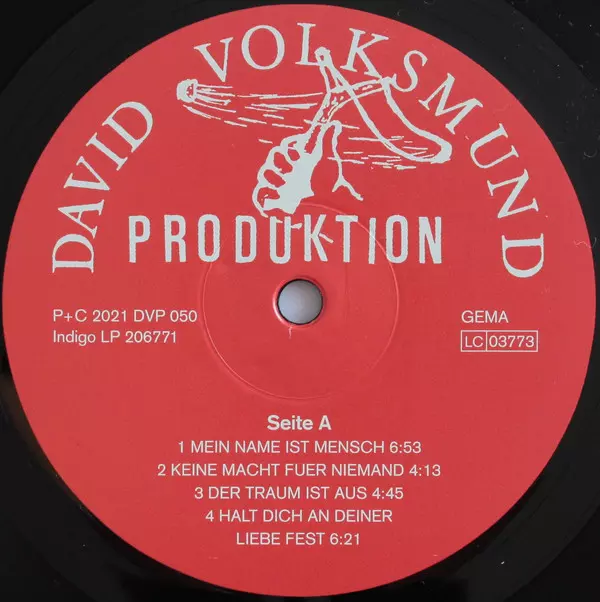 DAVID VOLKSMUND
PRODUKTION
P+C 2021 DVP 050
Indigo LP 206771
GEMA
LC 03773
Seite A
1 MEIN NAME IST MENSCH 6:53
2 KEINE MACHT FUER NIEMAND 4:13
3 DER TRAUM IST AUS 4:45
4 HALT DICH AN DEINER
LIEBE FEST 6:21